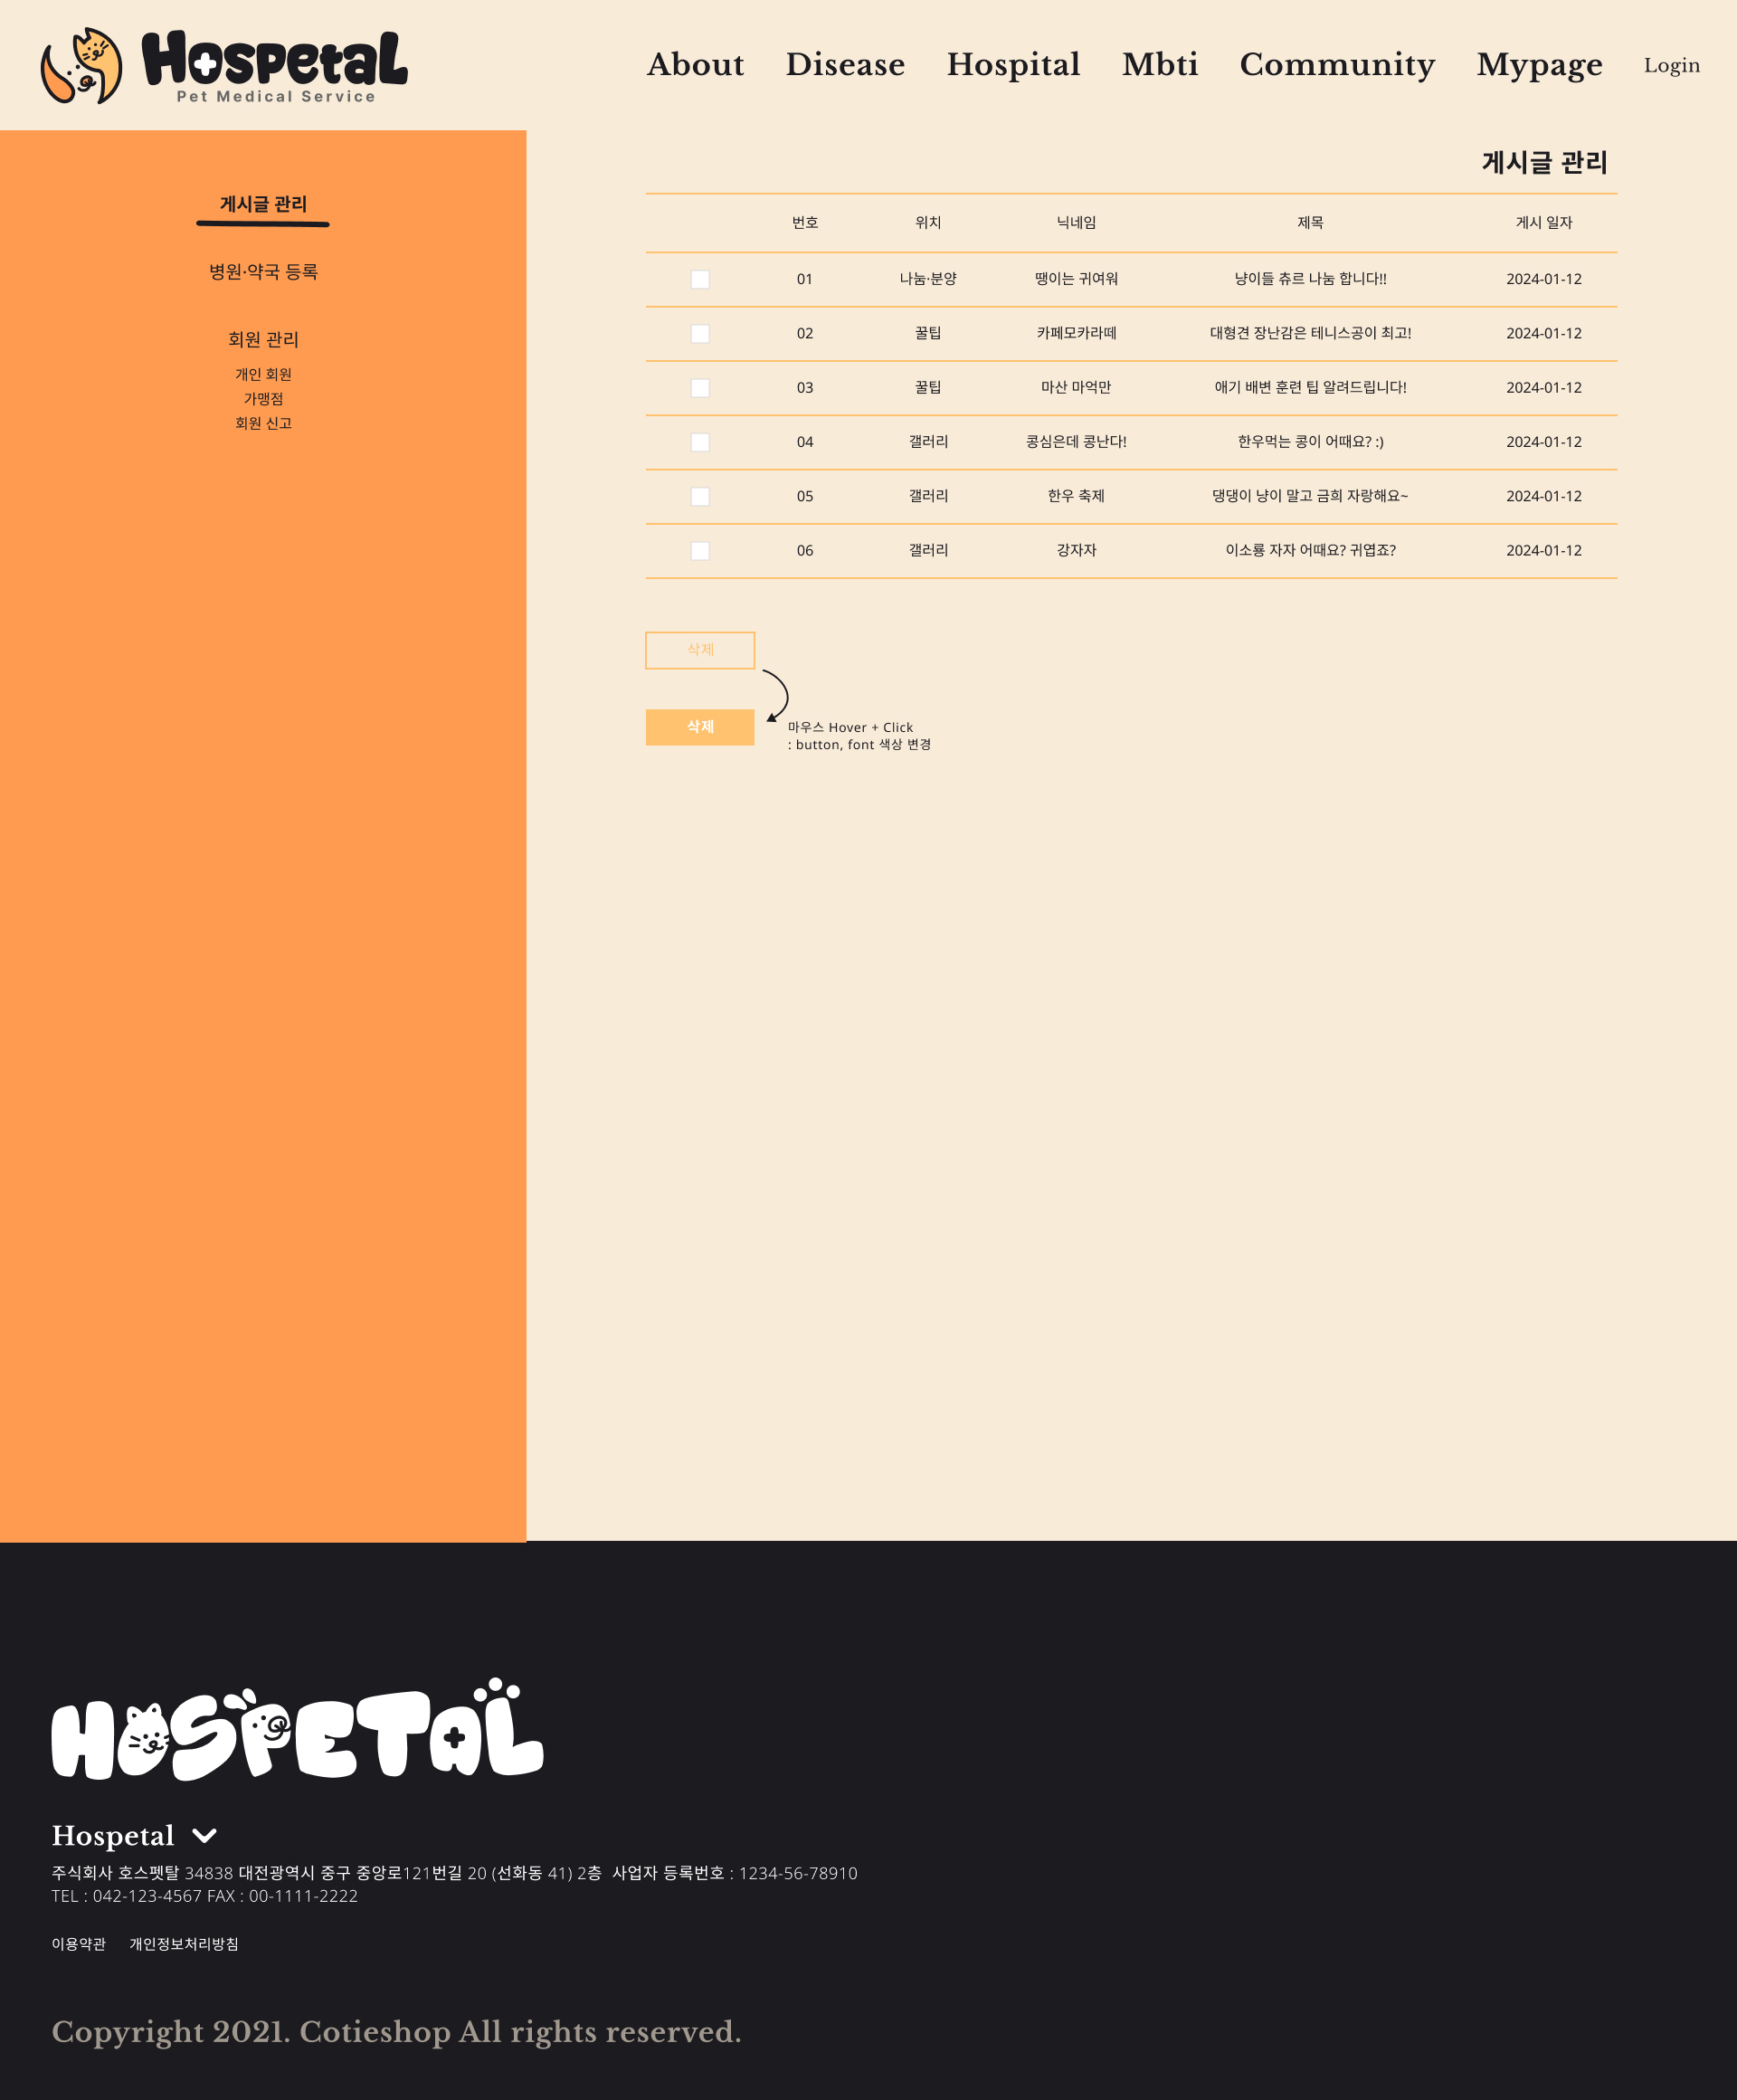 Hospetal
Pet Medical Service
About Disease Hospital Mbti Community Mypage Login
게시글 관리
병원·약국 등록
회원 관리
개인 회원
가맹점
회원 신고
게시글 관리
번호 위치 닉네임 제목 게시 일자
01 나눔·분양 땡이는 귀여워 냥이들 츄르 나눔 합니다!! 2024-01-12
02 꿀팁 카페모카라떼 대형견 장난감은 테니스공이 최고! 2024-01-12
03 꿀팁 마산 마억만 애기 배변 훈련 팁 알려드립니다! 2024-01-12
04 갤러리 콩심은데 콩난다! 한우먹는 콩이 어때요? :) 2024-01-12
05 갤러리 한우 축제 댕댕이 냥이 말고 금희 자랑해요~ 2024-01-12
06 갤러리 강자자 이소룡 자자 어때요? 귀엽죠? 2024-01-12
삭제
삭제
마우스 Hover + Click
: button, font 색상 변경
HOSPETAL
Hospetal
주식회사 호스펫탈 34838 대전광역시 중구 중앙로121번길 20 (선화동 41) 2층 사업자 등록번호 : 1234-56-78910
TEL : 042-123-4567 FAX : 00-1111-2222
이용약관 개인정보처리방침
Copyright 2021. Cotieshop All rights reserved.